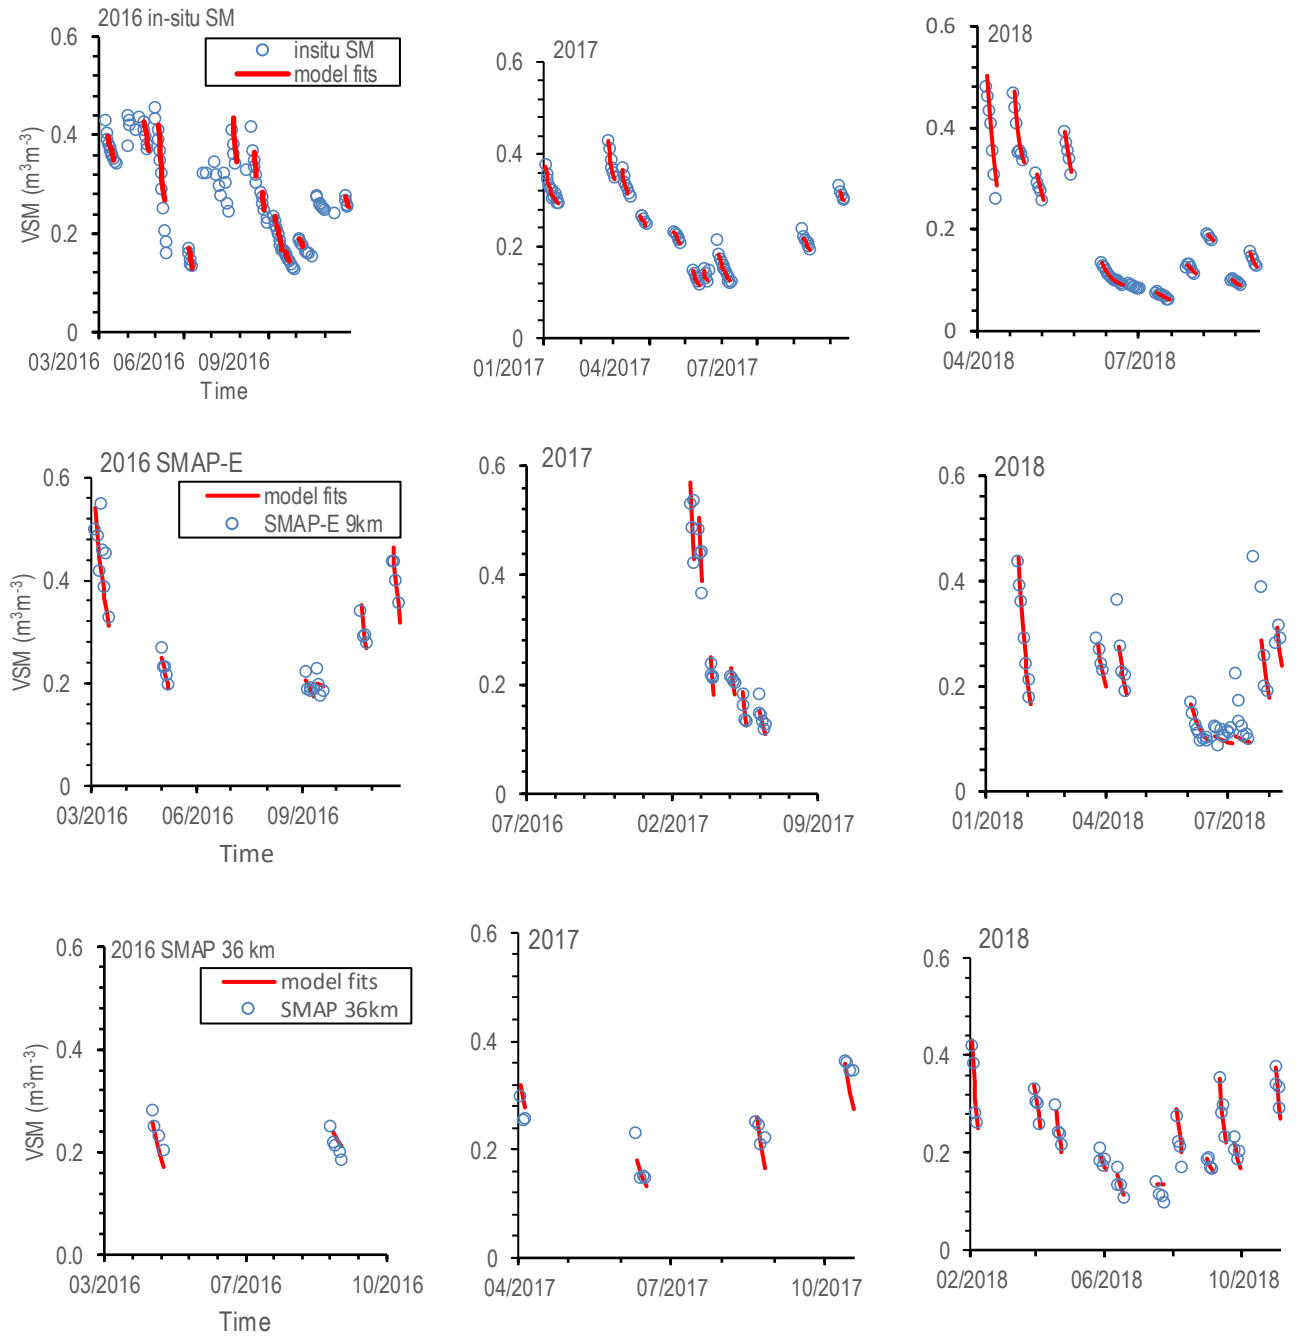 2016 in-situ SM
0.6
insitu SM
model fits
0.4
VSM (m³m⁻³)
0.2
0
03/2016 06/2016 09/2016
Time
2017
0.6
0.4
0.2
0
01/2017 04/2017 07/2017
2018
0.6
0.4
0.2
0
04/2018 07/2018
2016 SMAP-E
0.6
model fits
SMAP-E 9km
0.4
VSM (m³m⁻³)
0.2
0
03/2016 06/2016 09/2016
Time
2017
0.6
0.4
0.2
0
07/2016 02/2017 09/2017
2018
0.6
0.4
0.2
0
01/2018 04/2018 07/2018
2016 SMAP 36 km
0.6
model fits
SMAP 36km
0.4
VSM (m³m⁻³)
0.2
0.0
03/2016 07/2016 10/2016
Time
2017
0.6
0.4
0.2
0
04/2017 07/2017 10/2017
2018
0.6
0.4
0.2
0
02/2018 06/2018 10/2018